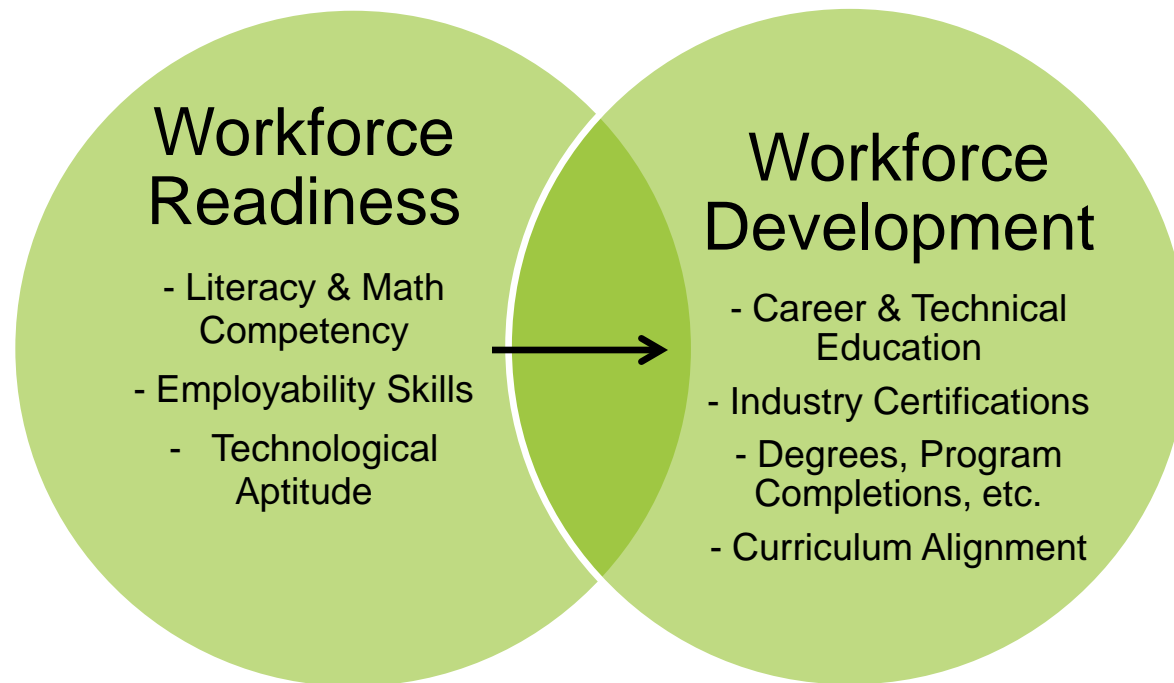 Workforce
Readiness
- Literacy & Math
Competency
- Employability Skills
- Technological
Aptitude
Workforce
Development
- Career & Technical
Education
- Industry Certifications
- Degrees, Program
Completions, etc.
- Curriculum Alignment